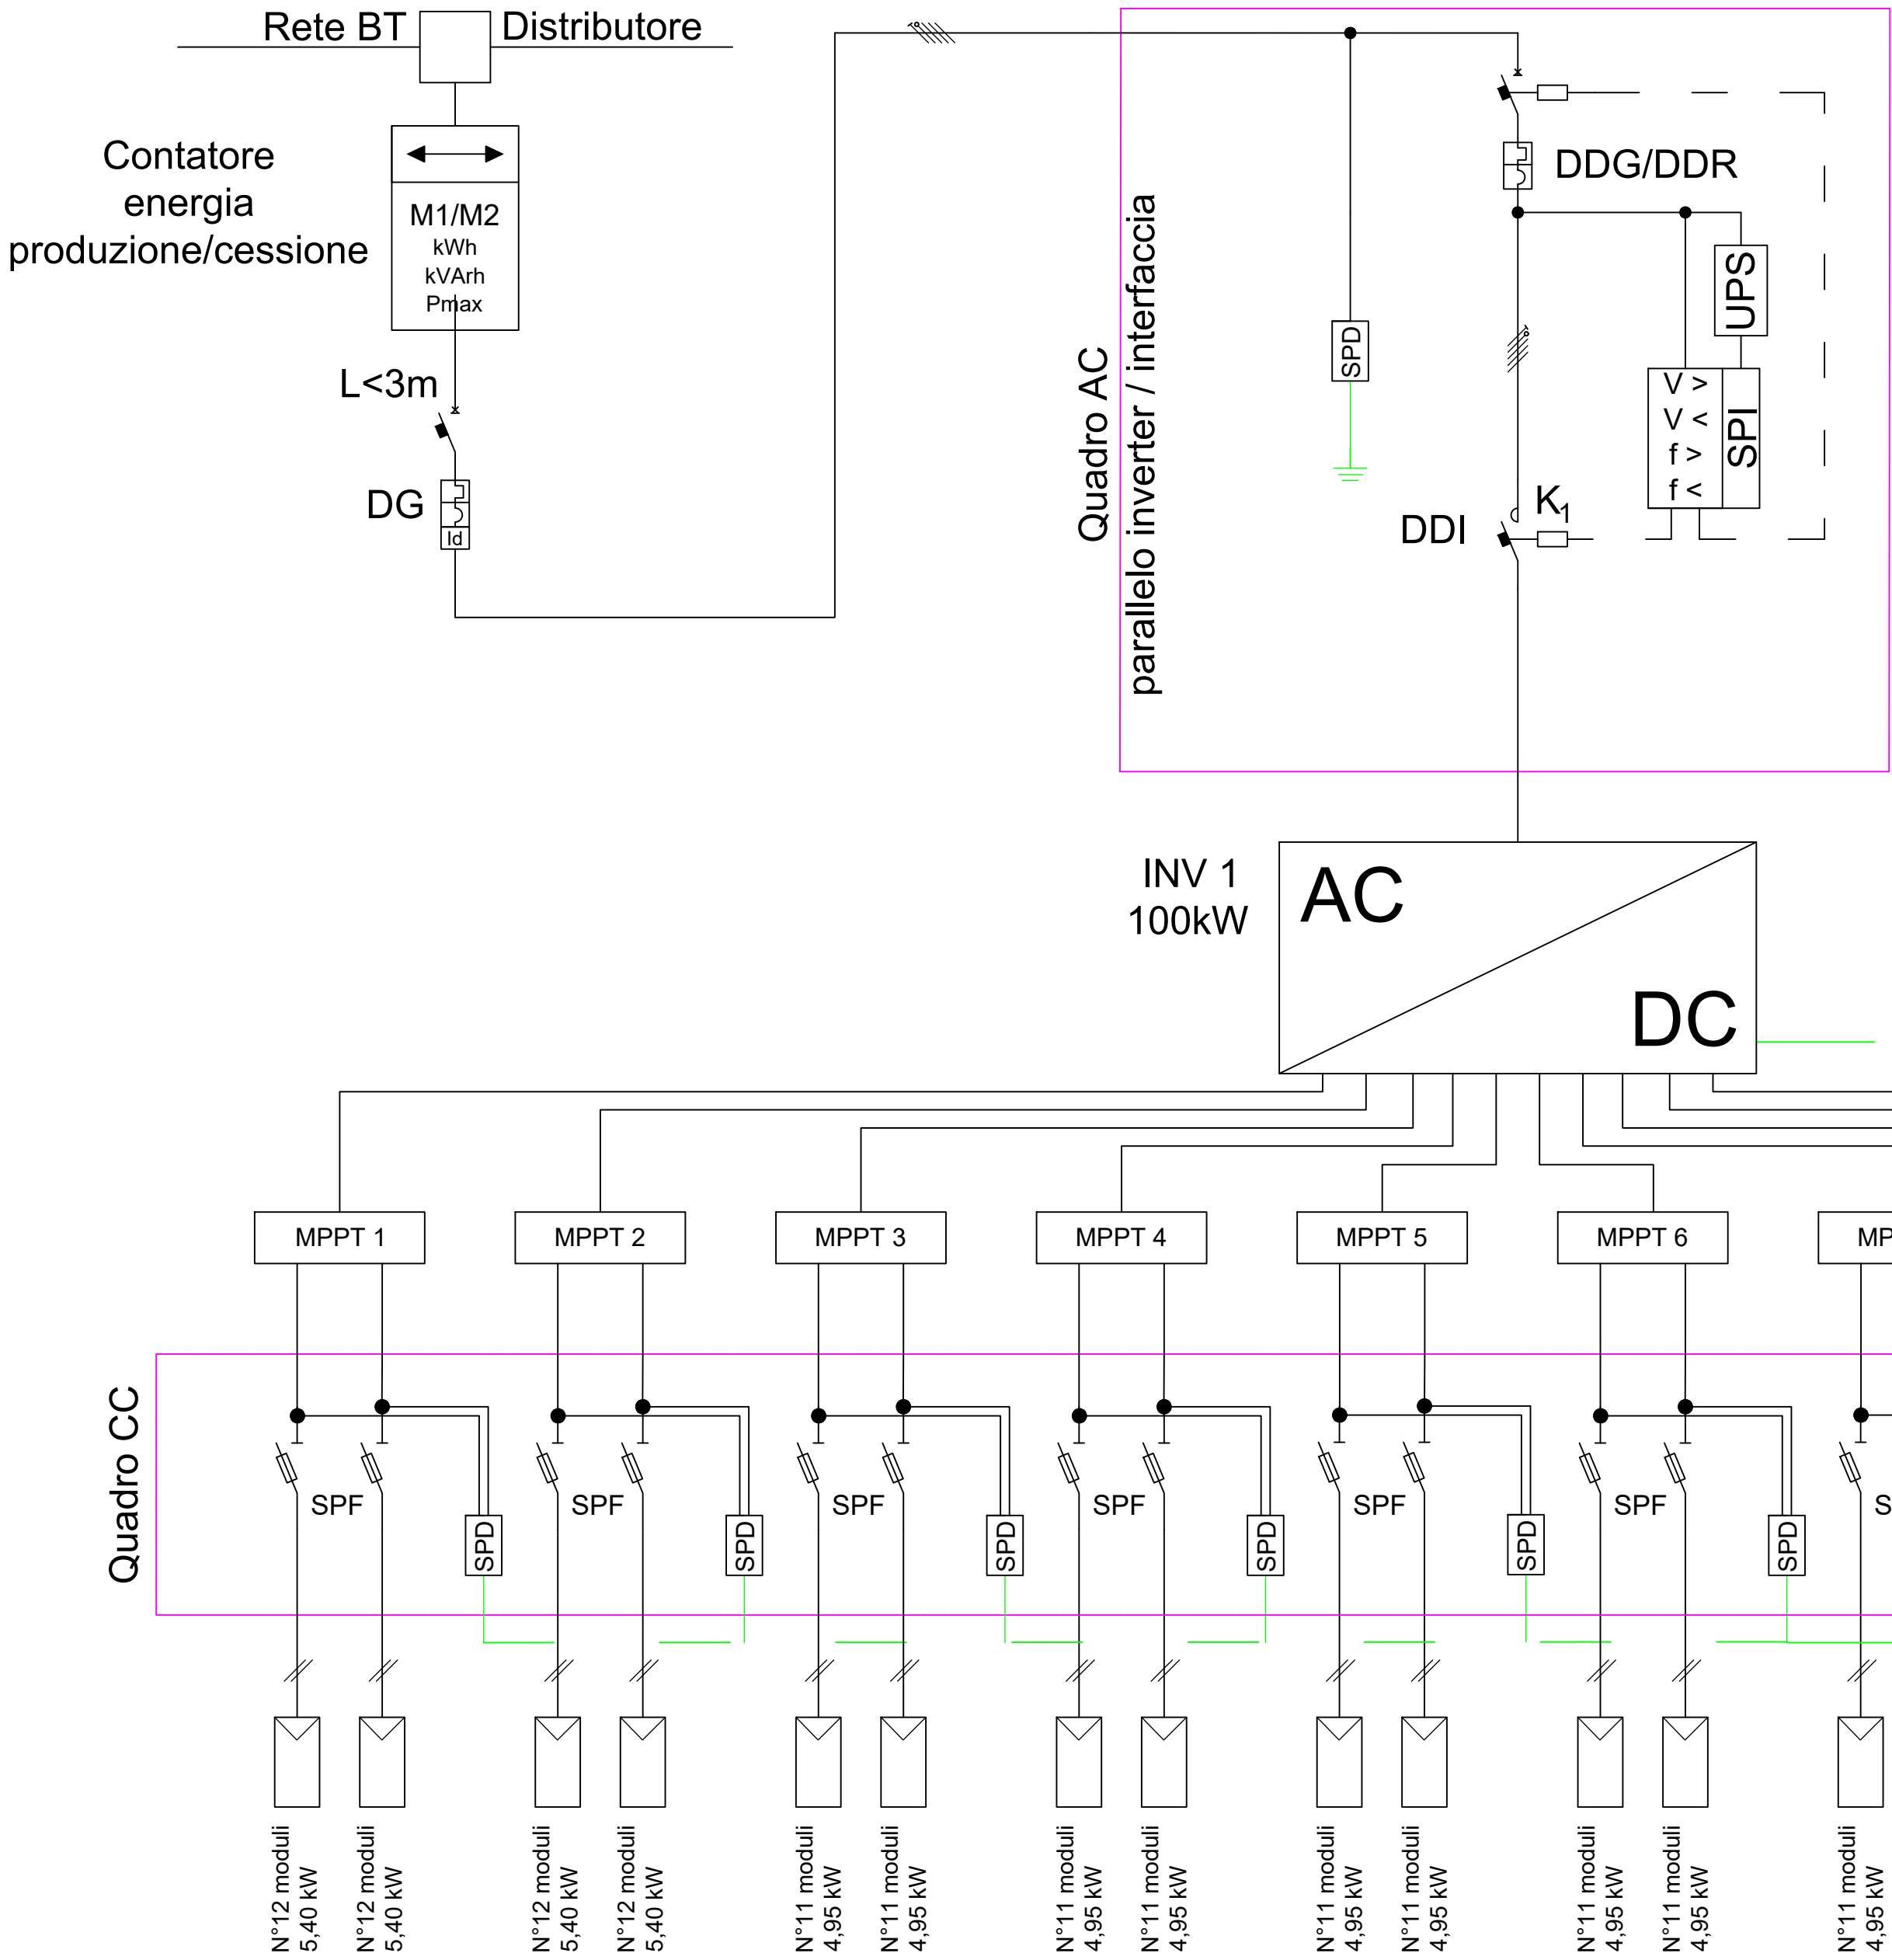 Rete BT
Distributore
Contatore
energia
produzione/cessione
M1/M2
kWh
kVArh
Pmax
L<3m
DG
Id
Quadro AC
parallelo inverter / interfaccia
SPD
DDG/DDR
UPS
V >
V <
f >
f <
SPI
K1
DDI
INV 1
100kW
AC
DC
MPPT 1
MPPT 2
MPPT 3
MPPT 4
MPPT 5
MPPT 6
MP
Quadro CC
SPF
SPD
SPF
SPD
SPF
SPD
SPF
SPD
SPF
SPD
SPF
SPD
S
N°12 moduli
5,40 kW
N°12 moduli
5,40 kW
N°12 moduli
5,40 kW
N°12 moduli
5,40 kW
N°11 moduli
4,95 kW
N°11 moduli
4,95 kW
N°11 moduli
4,95 kW
N°11 moduli
4,95 kW
N°11 moduli
4,95 kW
N°11 moduli
4,95 kW
N°11 moduli
4,95 kW
N°11 moduli
4,95 kW
N°11 moduli
4,95 kW